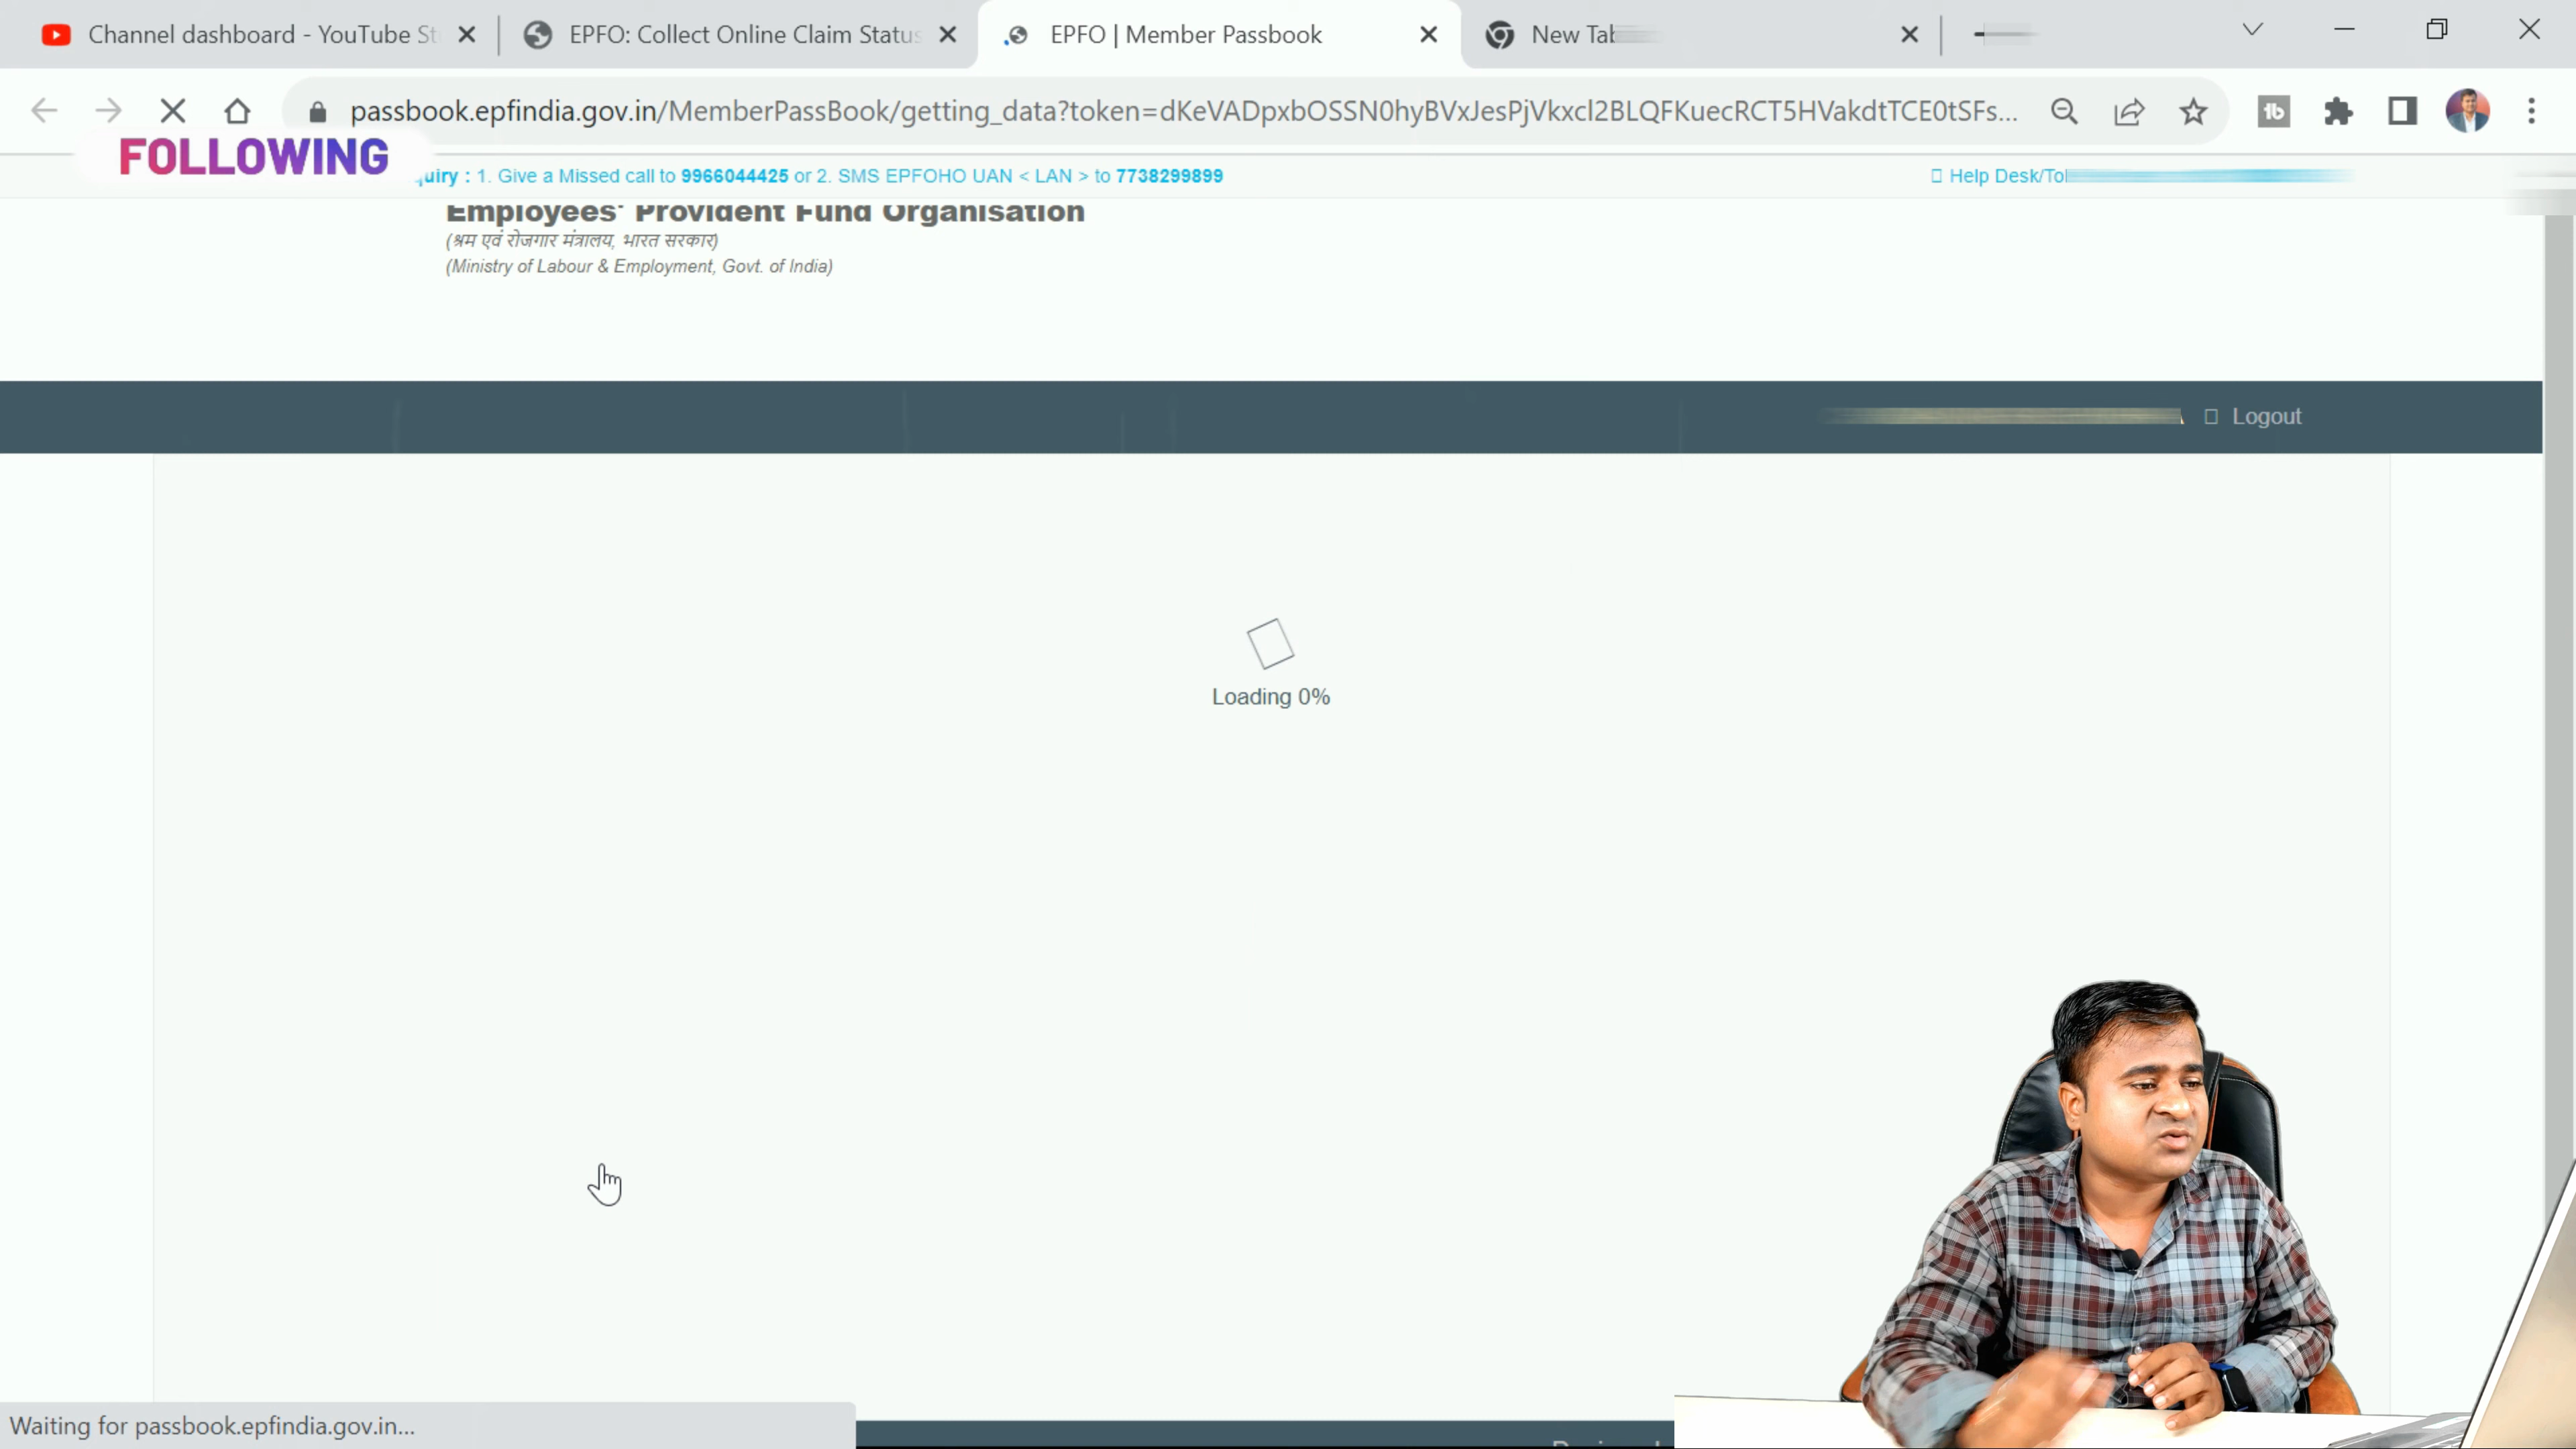 Channel dashboard - YouTube St
EPFO: Collect Online Claim Status
EPFO | Member Passbook
New Tab
passbook.epfindia.gov.in/MemberPassBook/getting_data?token=dKeVADpxbOSSN0hyBVxJesPjVkxcl2BLQFKuecRCT5HVakdtTCE0tSFs...
FOLLOWING
quiry : 1. Give a Missed call to 9966044425 or 2. SMS EPFOHO UAN < LAN > to 7738299899
Help Desk/Tol
Employees' Provident Fund Organisation
(श्रम एवं रोजगार मंत्रालय, भारत सरकार)
(Ministry of Labour & Employment, Govt. of India)
Logout
Loading 0%
Waiting for passbook.epfindia.gov.in...